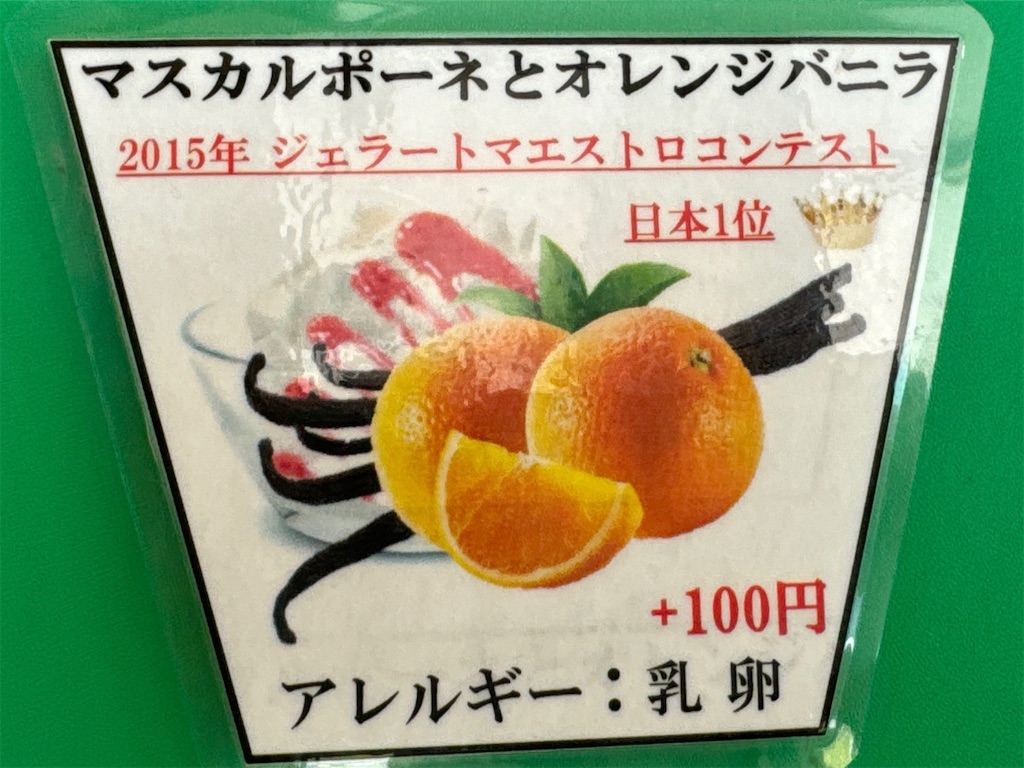 マスカルポーネとオレンジバニラ
2015年 ジェラートマエストロコンテスト
日本1位
+100円
アレルギー：乳 卵